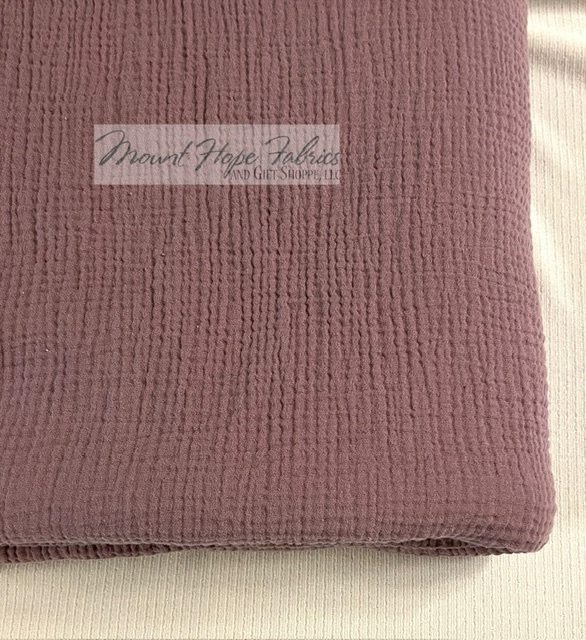 Mount Hope Fabrics
AND GIFT SHOPPE, LLC